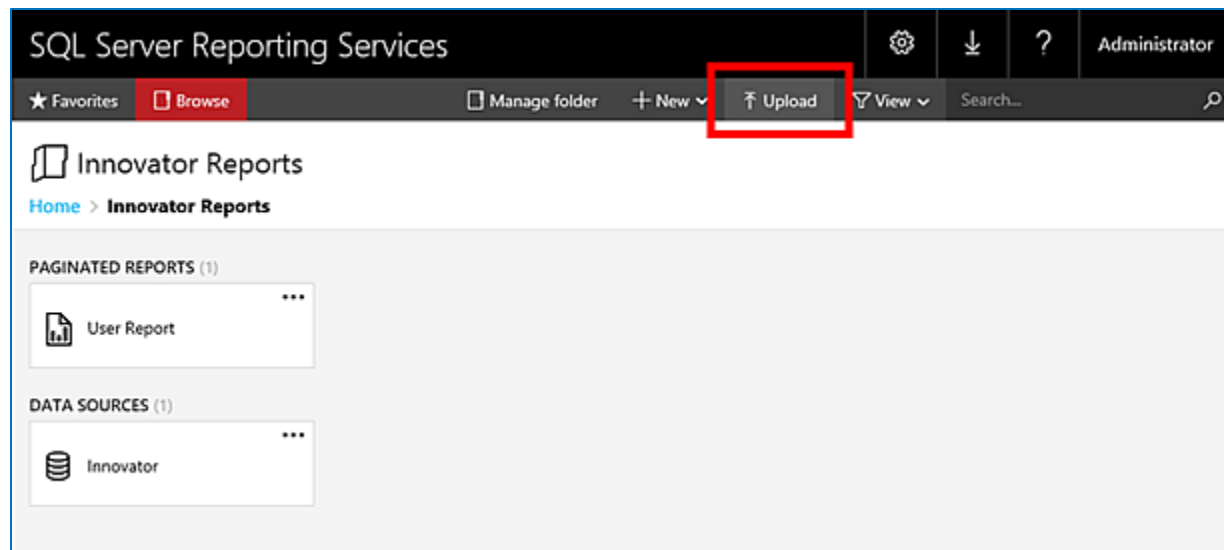 SQL Server Reporting Services
? Administrator
Favorites Browse Manage folder + New Upload View Search...
Innovator Reports
Home > Innovator Reports
PAGINATED REPORTS (1)
...
User Report
DATA SOURCES (1)
...
Innovator